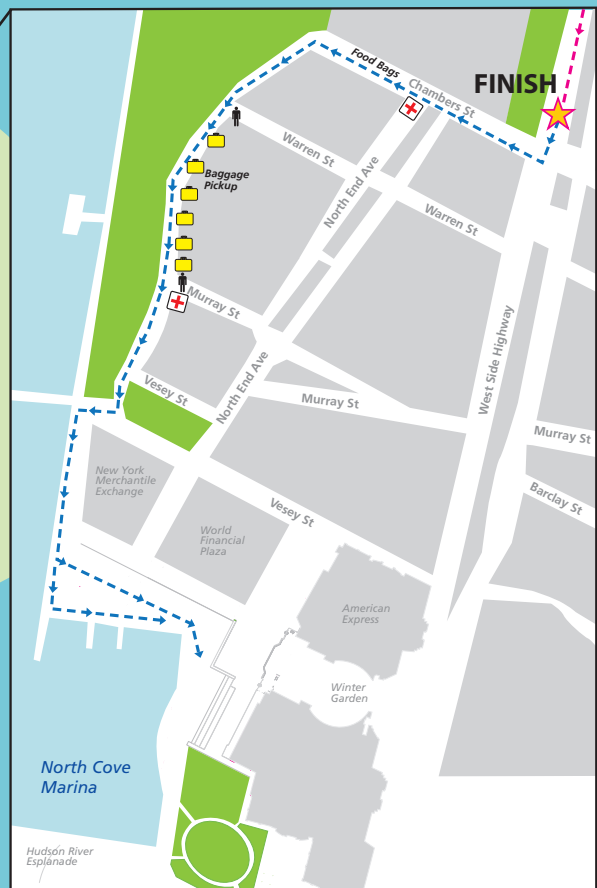 FINISH
Food Bags
Chambers St
Warren St
North End Ave
Baggage
Pickup
Warren St
Murray St
West Side Highway
Vesey St
North End Ave
Murray St
Murray St
New York
Merchantile
Exchange
Vesey St
Barclay St
World
Financial
Plaza
American
Express
Winter
Garden
North Cove
Marina
Hudson River
Esplanade